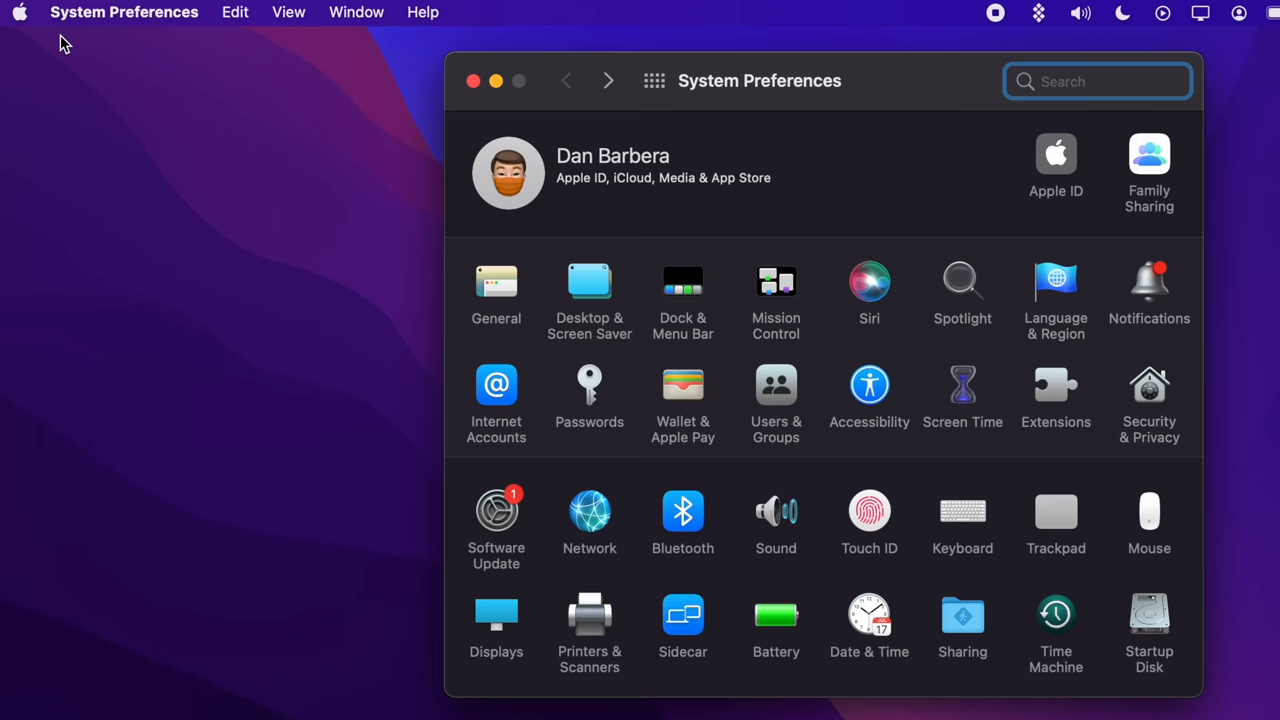 System Preferences Edit View Window Help
System Preferences
Search
Dan Barbera
Apple ID, iCloud, Media & App Store
Apple ID
Family
Sharing
General
Desktop &
Screen Saver
Dock &
Menu Bar
Mission
Control
Siri
Spotlight
Language
& Region
Notifications
Internet
Accounts
Passwords
Wallet &
Apple Pay
Users &
Groups
Accessibility
Screen Time
Extensions
Security
& Privacy
1
Software
Update
Network
Bluetooth
Sound
Touch ID
Keyboard
Trackpad
Mouse
Displays
Printers &
Scanners
Sidecar
Battery
JUL
17
Date & Time
Sharing
Time
Machine
Startup
Disk